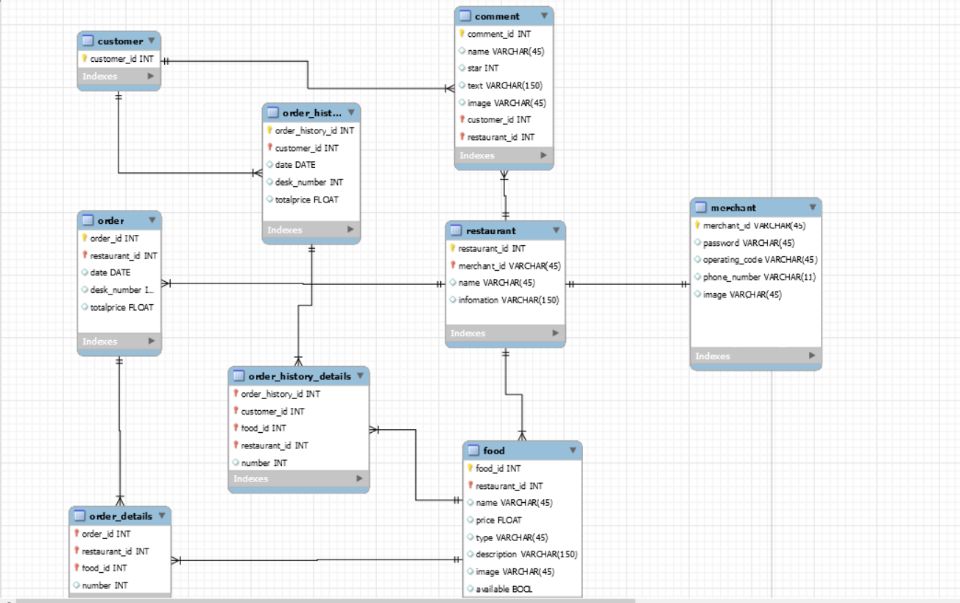 customer
customer_id INT
Indexes
comment
comment_id INT
name VARCHAR(45)
star INT
text VARCHAR(150)
image VARCHAR(45)
customer_id INT
restaurant_id INT
Indexes
order_hist...
order_history_id INT
customer_id INT
date DATE
desk_number INT
totalprice FLOAT
Indexes
order
order_id INT
restaurant_id INT
date DATE
desk_number I...
totalprice FLOAT
Indexes
restaurant
restaurant_id INT
merchant_id VARCHAR(45)
name VARCHAR(45)
infomation VARCHAR(150)
Indexes
merchant
merchant_id VARCHAR(45)
password VARCHAR(45)
operating_code VARCHAR(45)
phone_number VARCHAR(11)
image VARCHAR(45)
Indexes
order_history_details
order_history_id INT
customer_id INT
food_id INT
restaurant_id INT
number INT
Indexes
food
food_id INT
restaurant_id INT
name VARCHAR(45)
price FLOAT
type VARCHAR(45)
description VARCHAR(150)
image VARCHAR(45)
available BOOL
order_details
order_id INT
restaurant_id INT
food_id INT
number INT